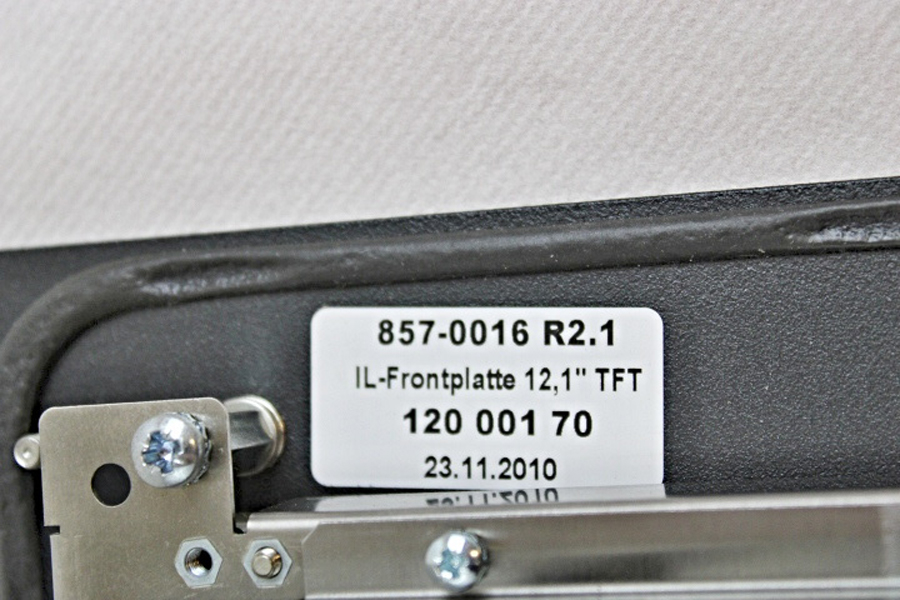 857-0016 R2.1
IL-Frontplatte 12,1" TFT
120 001 70
23.11.2010